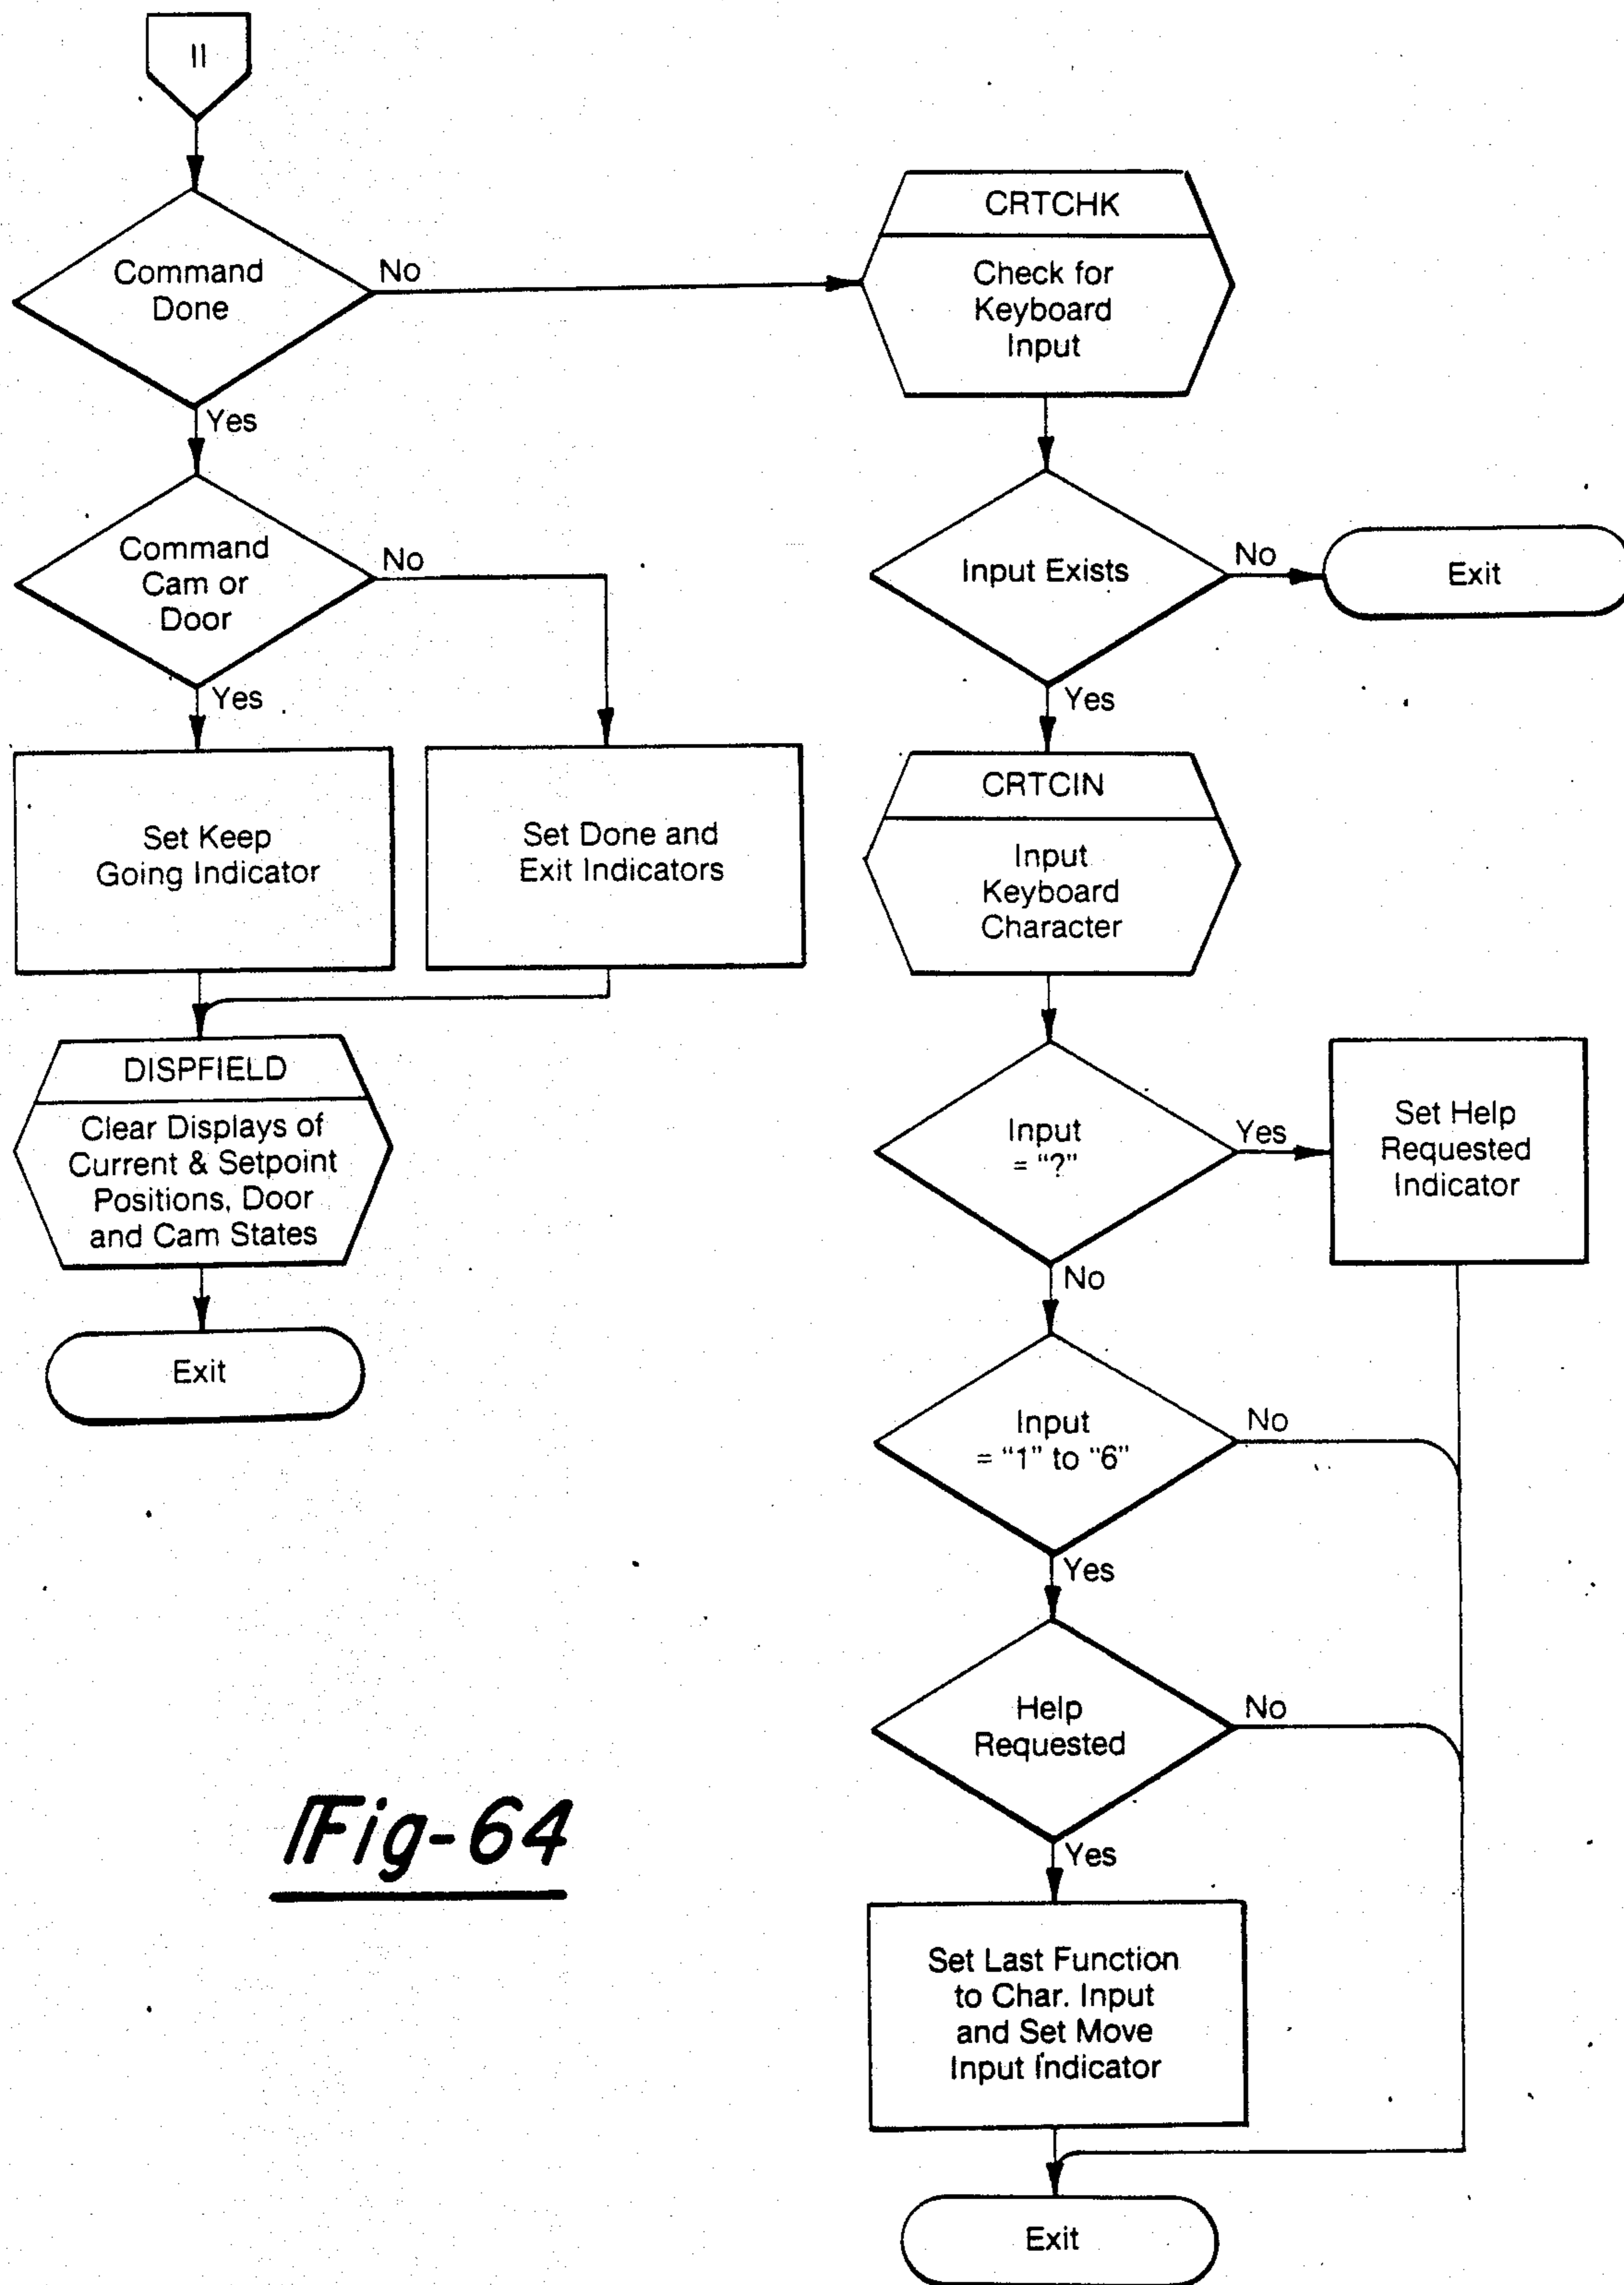 11
Command
Done
No
Yes
Command
Cam or
Door
No
Yes
Set Keep
Going Indicator
Set Done and
Exit Indicators
DISPFIELD
Clear Displays of
Current & Setpoint
Positions, Door
and Cam States
Exit
CRTCHK
Check for
Keyboard
Input
Input Exists
No
Exit
Yes
CRTCIN
Input
Keyboard
Character
Input
= “?”
Yes
Set Help
Requested
Indicator
No
Input
= “1” to “6”
No
Yes
Help
Requested
No
Yes
Set Last Function
to Char. Input
and Set Move
Input Indicator
Exit
Fig-64